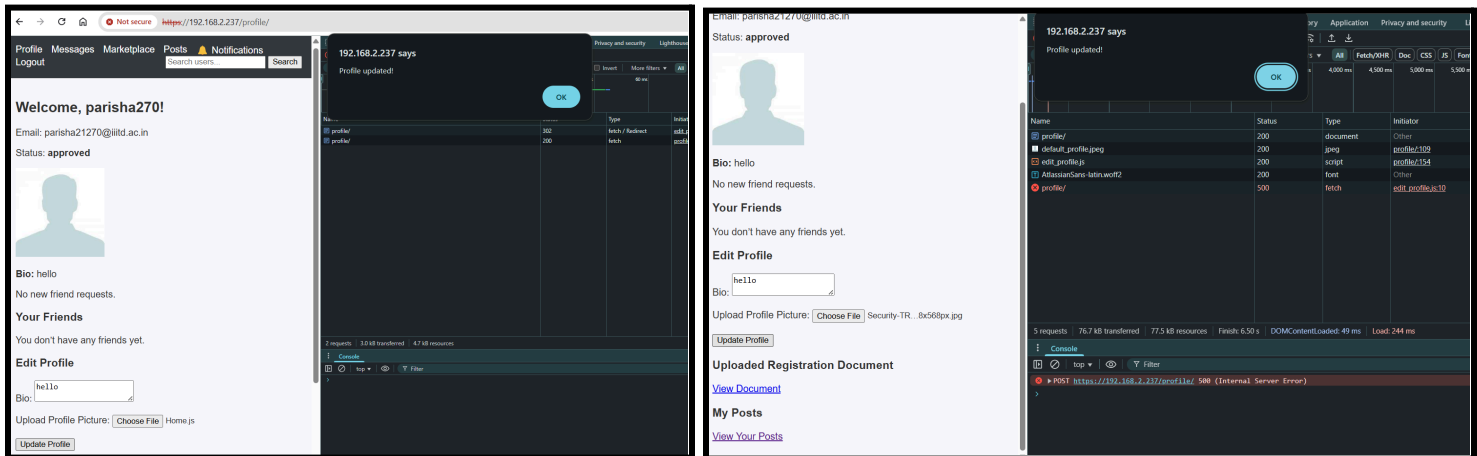 Not secure https://192.168.2.237/profile/
Profile Messages Marketplace Posts 🔔 Notifications
Logout Search users... Search
Welcome, parisha270!
Email: parisha21270@iiitd.ac.in
Status: approved
Bio: hello
No new friend requests.
Your Friends
You don't have any friends yet.
Edit Profile
Bio: hello
Upload Profile Picture: Choose File Home.js
Update Profile
192.168.2.237 says
Profile updated!
OK
Privacy and security Lighthouse
Invert More filters All
60 ms
Type
profile/ 302 fetch / Redirect
profile/ 200 fetch
2 requests 3.0 kB transferred 4.7 kB resources
Console
top Filter
Email: parisha21270@iiitd.ac.in
Status: approved
Bio: hello
No new friend requests.
Your Friends
You don't have any friends yet.
Edit Profile
Bio: hello
Upload Profile Picture: Choose File Security-TR...8x568px.jpg
Update Profile
Uploaded Registration Document
View Document
My Posts
View Your Posts
192.168.2.237 says
Profile updated!
OK
Application Privacy and security
All Fetch/XHR Doc CSS JS Font
4,000 ms 4,500 ms 5,000 ms 5,500 m
Name Status Type Initiator
profile/ 200 document Other
default_profile.jpeg 200 jpeg profile/:109
edit_profile.js 200 script profile/:154
AtlassianSans-latin.woff2 200 font Other
profile/ 500 fetch edit_profile.js:10
5 requests 76.7 kB transferred 77.5 kB resources Finish: 6.50 s DOMContentLoaded: 49 ms Load: 244 ms
Console
top Filter
POST https://192.168.2.237/profile/ 500 (Internal Server Error)